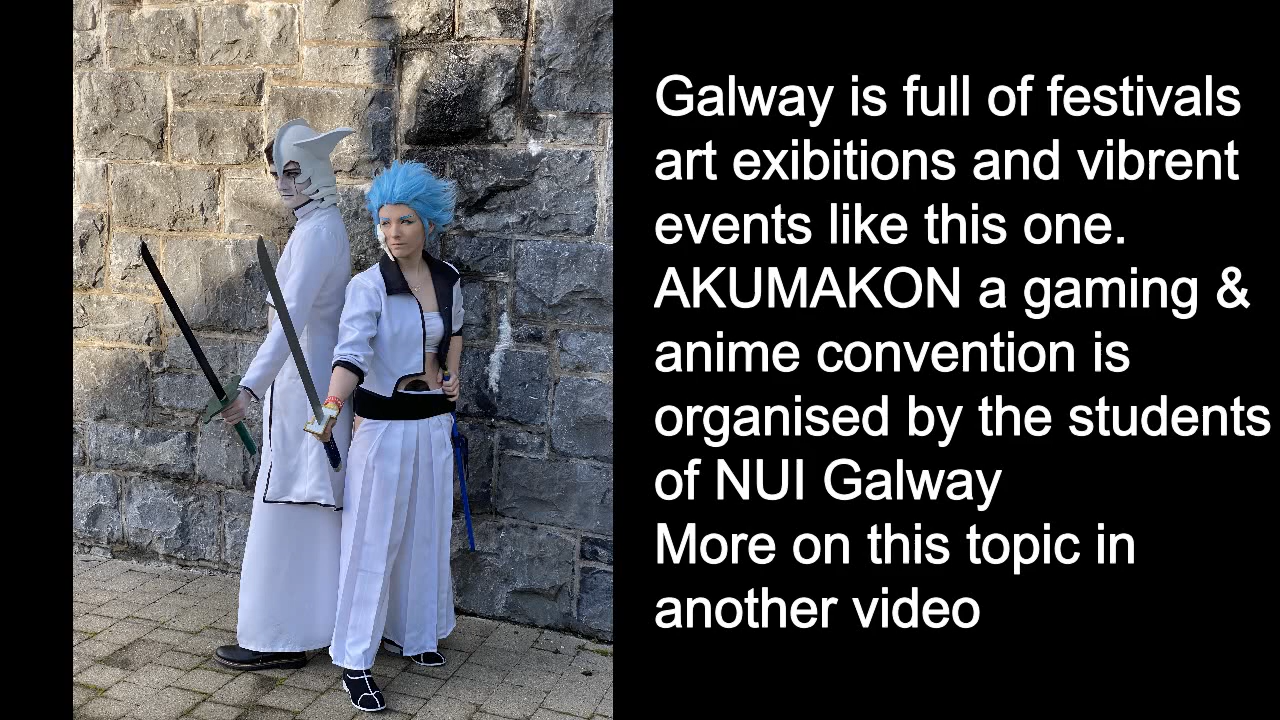 Galway is full of festivals
art exibitions and vibrent
events like this one.
AKUMAKON a gaming &
anime convention is
organised by the students
of NUI Galway
More on this topic in
another video